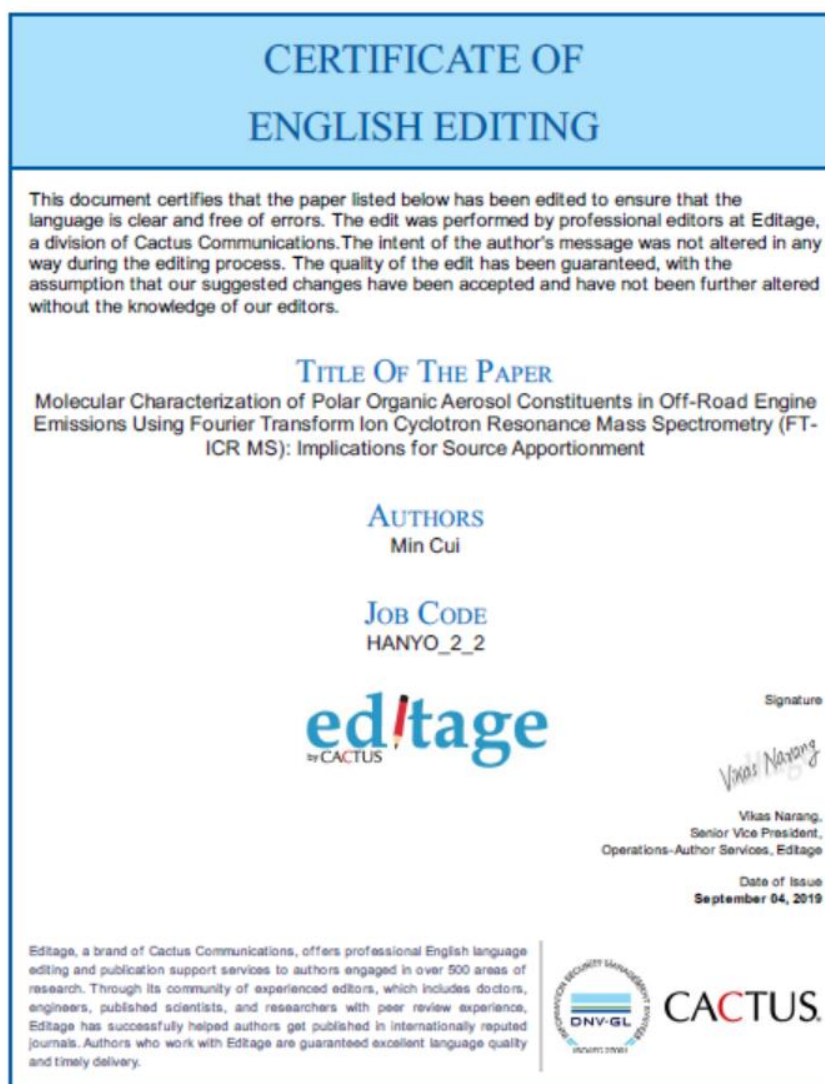 CERTIFICATE OF
ENGLISH EDITING
This document certifies that the paper listed below has been edited to ensure that the
language is clear and free of errors. The edit was performed by professional editors at Editage,
a division of Cactus Communications.The intent of the author's message was not altered in any
way during the editing process. The quality of the edit has been guaranteed, with the
assumption that our suggested changes have been accepted and have not been further altered
without the knowledge of our editors.
TITLE OF THE PAPER
Molecular Characterization of Polar Organic Aerosol Constituents in Off-Road Engine
Emissions Using Fourier Transform Ion Cyclotron Resonance Mass Spectrometry (FT-
ICR MS): Implications for Source Apportionment
AUTHORS
Min Cui
JOB CODE
HANYO_2_2
editage
by CACTUS
Signature
Vikas Narang
Vikas Narang,
Senior Vice President,
Operations-Author Services, Editage
Date of Issue
September 04, 2019
Editage, a brand of Cactus Communications, offers professional English language
editing and publication support services to authors engaged in over 500 areas of
research. Through its community of experienced editors, which includes doctors,
engineers, published scientists, and researchers with peer review experience,
Editage has successfully helped authors get published in internationally reputed
journals. Authors who work with Editage are guaranteed excellent language quality
and timely delivery.
INFORMATION SECURITY MANAGEMENT SYSTEM
DNV·GL
ISO/IEC 27001
CACTUS.